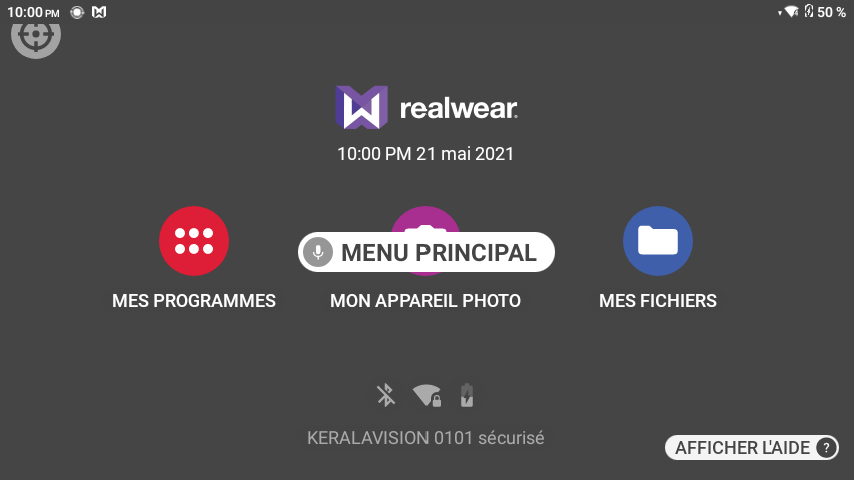 10:00 PM 50 %
realwear
10:00 PM 21 mai 2021
MENU PRINCIPAL
MES PROGRAMMES
MON APPAREIL PHOTO
MES FICHIERS
KERALAVISION 0101 sécurisé
AFFICHER L'AIDE ?